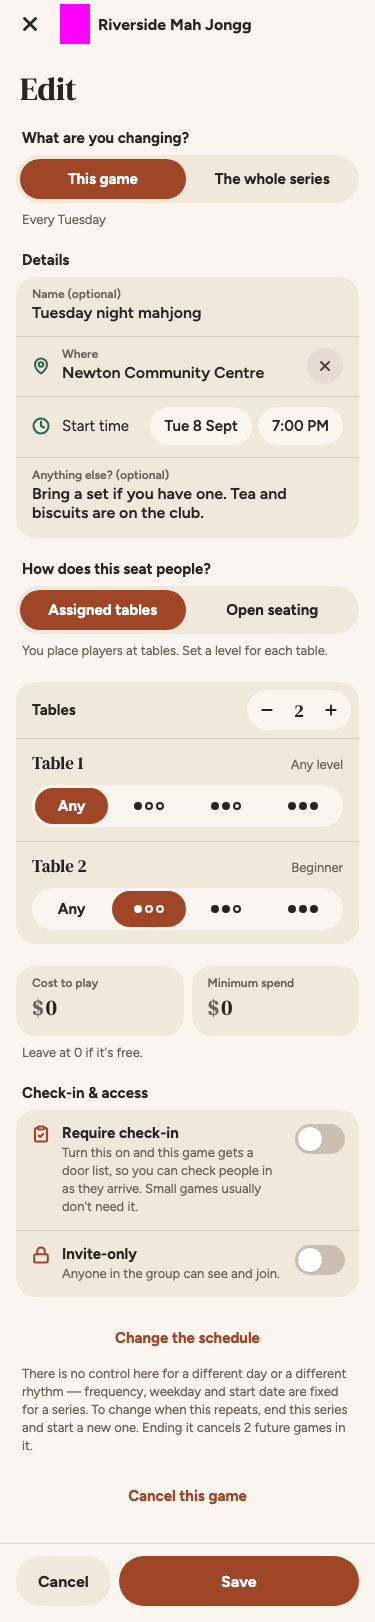 Riverside Mah Jongg
Edit
What are you changing?
This game
The whole series
Every Tuesday
Details
Name (optional)
Tuesday night mahjong
Where
Newton Community Centre
Start time
Tue 8 Sept
7:00 PM
Anything else? (optional)
Bring a set if you have one. Tea and
biscuits are on the club.
How does this seat people?
Assigned tables
Open seating
You place players at tables. Set a level for each table.
Tables
2
Table 1
Any level
Any
Table 2
Beginner
Any
Cost to play
$0
Minimum spend
$0
Leave at 0 if it's free.
Check-in & access
Require check-in
Turn this on and this game gets a
door list, so you can check people in
as they arrive. Small games usually
don't need it.
Invite-only
Anyone in the group can see and join.
Change the schedule
There is no control here for a different day or a different
rhythm — frequency, weekday and start date are fixed
for a series. To change when this repeats, end this series
and start a new one. Ending it cancels 2 future games in
it.
Cancel this game
Cancel
Save